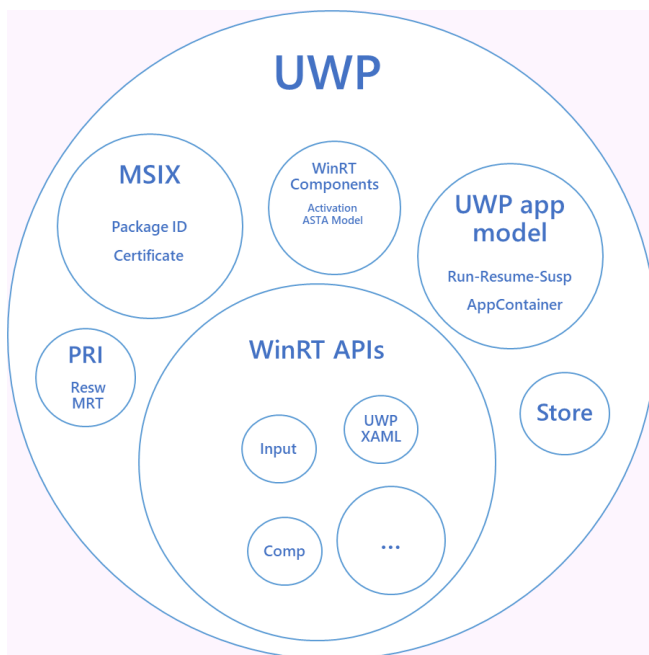 UWP
MSIX
Package ID
Certificate
WinRT
Components
Activation
ASTA Model
UWP app
model
Run-Resume-Susp
AppContainer
PRI
Resw
MRT
WinRT APIs
Input
UWP
XAML
Comp
...
Store